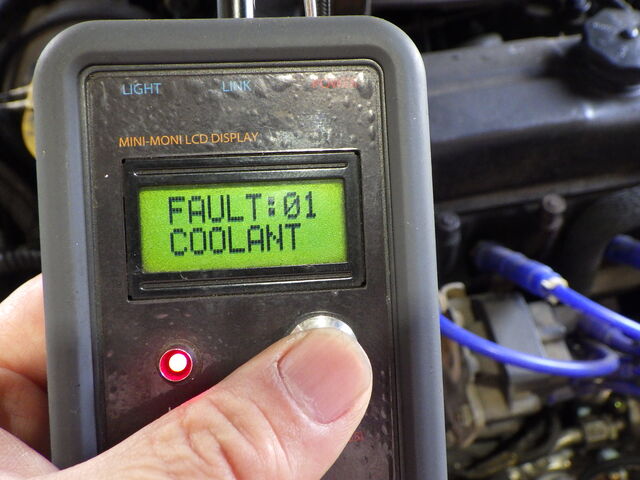 LIGHT LINK
MINI-MONI LCD DISPLAY
FAULT:01
COOLANT